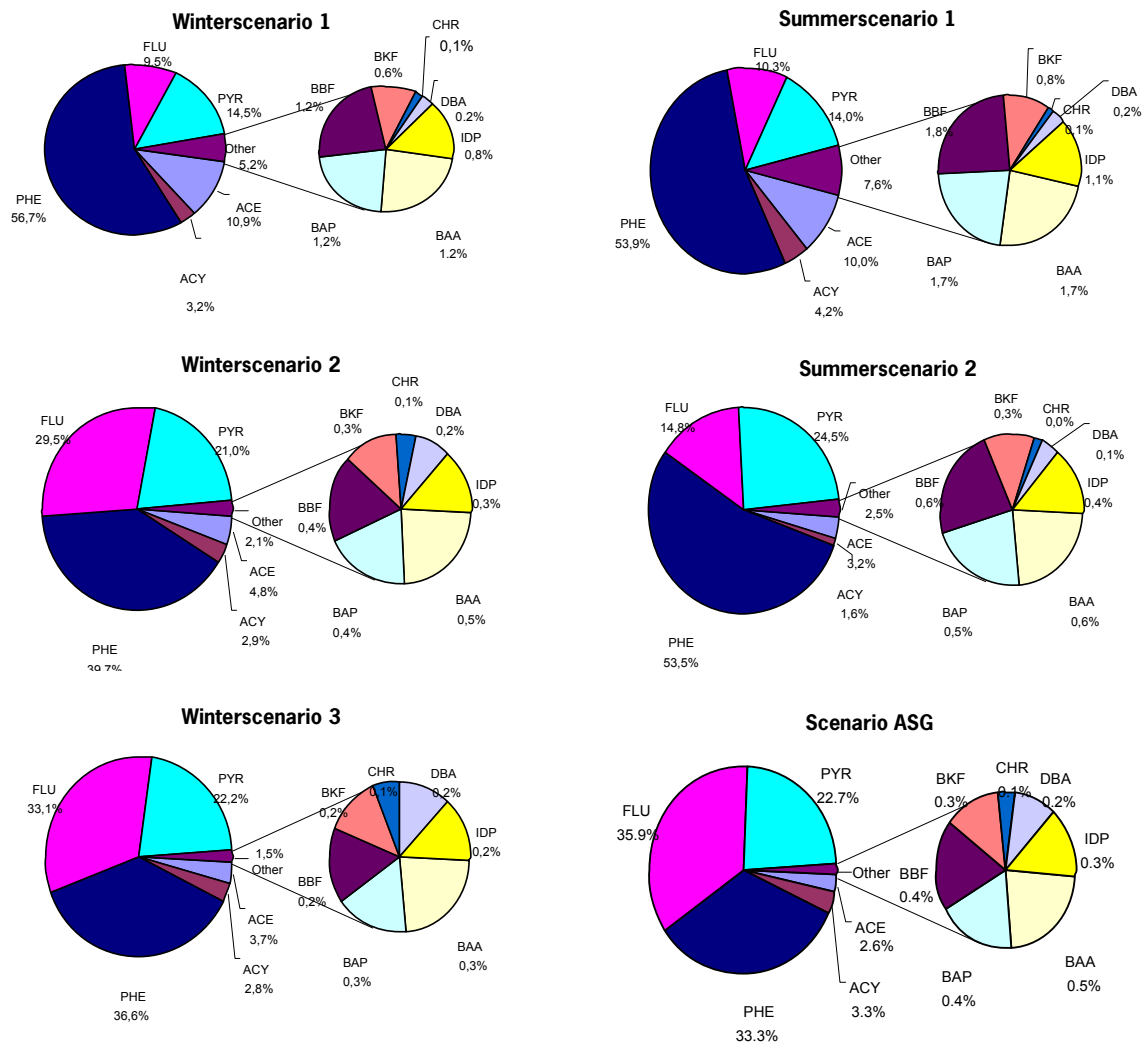 Winterscenario 1
CHR
0,1%
FLU
9,5%
BKF
0.6%
PYR
14,5%
BBF
1,2%
DBA
0.2%
IDP
0,8%
Other
5,2%
PHE
56,7%
ACE
10,9%
BAP
1,2%
BAA
1.2%
ACY
3,2%
Summerscenario 1
FLU
10,3%
BKF
0,8%
DBA
0,2%
PYR
14,0%
BBF
1,8%
CHR
0,1%
Other
7,6%
IDP
1,1%
PHE
53,9%
ACE
10,0%
BAP
1,7%
BAA
1,7%
ACY
4,2%
Winterscenario 2
CHR
0,1%
FLU
29,5%
BKF
0,3%
DBA
0,2%
PYR
21,0%
IDP
0,3%
BBF
0,4%
Other
2,1%
ACE
4,8%
BAP
0,4%
BAA
0,5%
ACY
2,9%
PHE
39,7%
Summerscenario 2
BKF
0,3%
CHR
0,0%
FLU
14,8%
PYR
24,5%
DBA
0,1%
Other
2,5%
BBF
0,6%
IDP
0,4%
ACE
3,2%
ACY
1,6%
BAP
0,5%
BAA
0,6%
PHE
53,5%
Winterscenario 3
CHR
0,1%
DBA
0,2%
PYR
22,2%
FLU
33,1%
BKF
0,2%
IDP
0,2%
1,5%
Other
BBF
0,2%
ACE
3,7%
BAP
0,3%
BAA
0,3%
ACY
2,8%
PHE
36,6%
Scenario ASG
CHR
0.1%
PYR
22.7%
BKF
0.3%
DBA
0.2%
FLU
35.9%
IDP
0.3%
Other
BBF
0.4%
ACE
2.6%
BAP
0.4%
BAA
0.5%
ACY
3.3%
PHE
33.3%